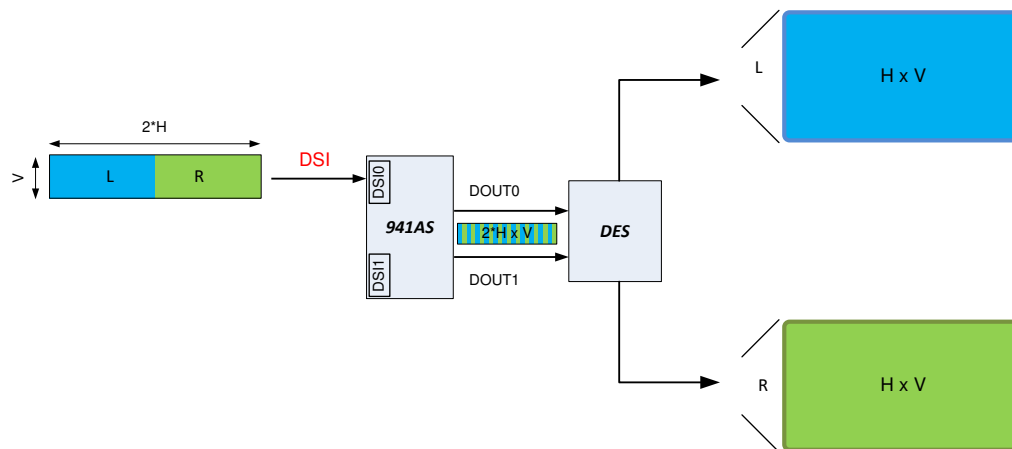 2*H
V
L
R
DSI
DSI0
941AS
DSI1
DOUT0
2*H x V
DOUT1
DES
L
H x V
R
H x V